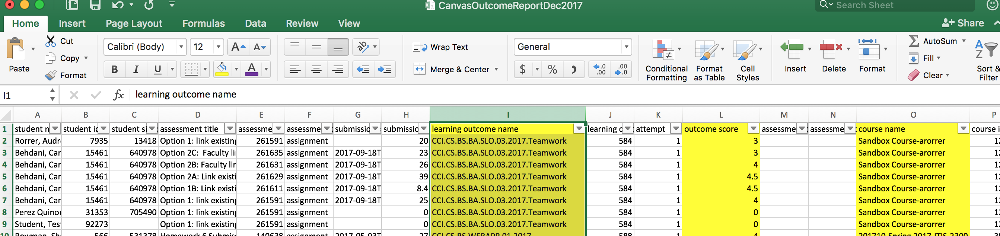 CanvasOutcomeReportDec2017
Search Sheet
Home Insert Page Layout Formulas Data Review View Share
Paste Cut Copy Format
Calibri (Body) 12 A A
B I U A
ab Wrap Text
Merge & Center
General
$ % .0 .00 .00 .0
Conditional Formatting
Format as Table
Cell Styles
Insert Delete Format
AutoSum
Fill
Clear
A Z
Sort & Filter
I1 fx learning outcome name
A B C D E F G H I J K L M N O P
1 student n student ic student si assessment title assessme assessme submissio submissio learning outcome name learning attempt outcome score assessme assessme course name course i
2 Rorrer, Audr 7935 13418 Option 1: link existing 261591 assignment 20 CCI.CS.BS.BA.SLO.03.2017.Teamwork 584 1 3 Sandbox Course-arorrer 12
3 Behdani, Car 15461 640978 Option 2C: Faculty li 261635 assignment 2017-09-18T 23 CCI.CS.BS.BA.SLO.03.2017.Teamwork 584 1 3 Sandbox Course-arorrer 12
4 Behdani, Car 15461 640978 Option 2B: Faculty lin 261631 assignment 2017-09-18T 26 CCI.CS.BS.BA.SLO.03.2017.Teamwork 584 1 4 Sandbox Course-arorrer 12
5 Behdani, Car 15461 640978 Option 2A: Link existi 261629 assignment 2017-09-18T 39 CCI.CS.BS.BA.SLO.03.2017.Teamwork 584 1 4.5 Sandbox Course-arorrer 12
6 Behdani, Car 15461 640978 Option 1B: Link existi 261611 assignment 2017-09-18T 8.4 CCI.CS.BS.BA.SLO.03.2017.Teamwork 584 1 4.5 Sandbox Course-arorrer 12
7 Behdani, Car 15461 640978 Option 1: link existing 261591 assignment 2017-09-18T 25 CCI.CS.BS.BA.SLO.03.2017.Teamwork 584 1 4 Sandbox Course-arorrer 12
8 Perez Quinor 31353 705490 Option 1: link existing 261591 assignment 0 CCI.CS.BS.BA.SLO.03.2017.Teamwork 584 1 0 Sandbox Course-arorrer 12
9 Student, Test 92273 Option 1: link existing 261591 assignment 0 CCI.CS.BS.BA.SLO.03.2017.Teamwork 584 1 0 Sandbox Course-arorrer 12
10 Bowman, Sh 566 531378 Homework 6 Submis 140638 assignment 2017-05-03T 27 CCI.CS.BS.WEBAPP.01.2017 588 1 4 201710-Spring 2017-ITIS-2300